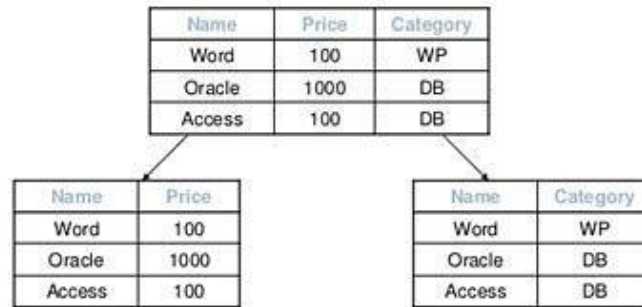 Name Price Category
Word 100 WP
Oracle 1000 DB
Access 100 DB
Name Price
Word 100
Oracle 1000
Access 100
Name Category
Word WP
Oracle DB
Access DB